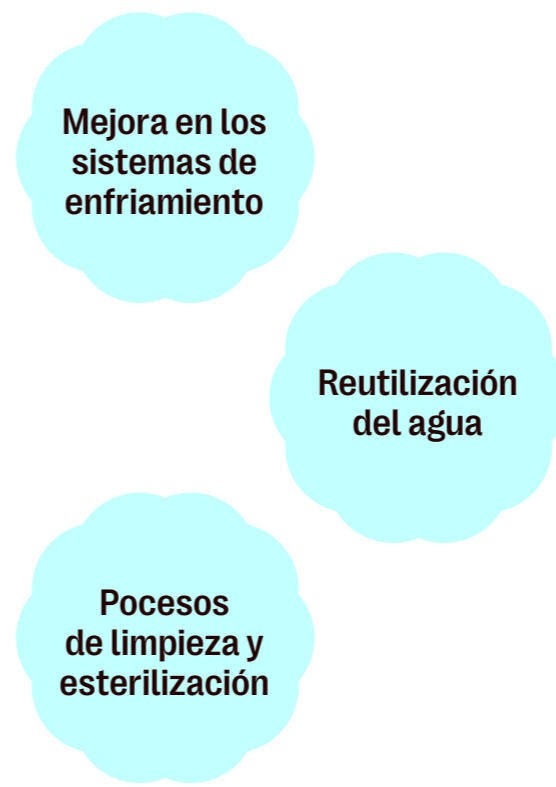 Mejora en los
sistemas de
enfriamiento
Reutilización
del agua
Pocesos
de limpieza y
esterilización